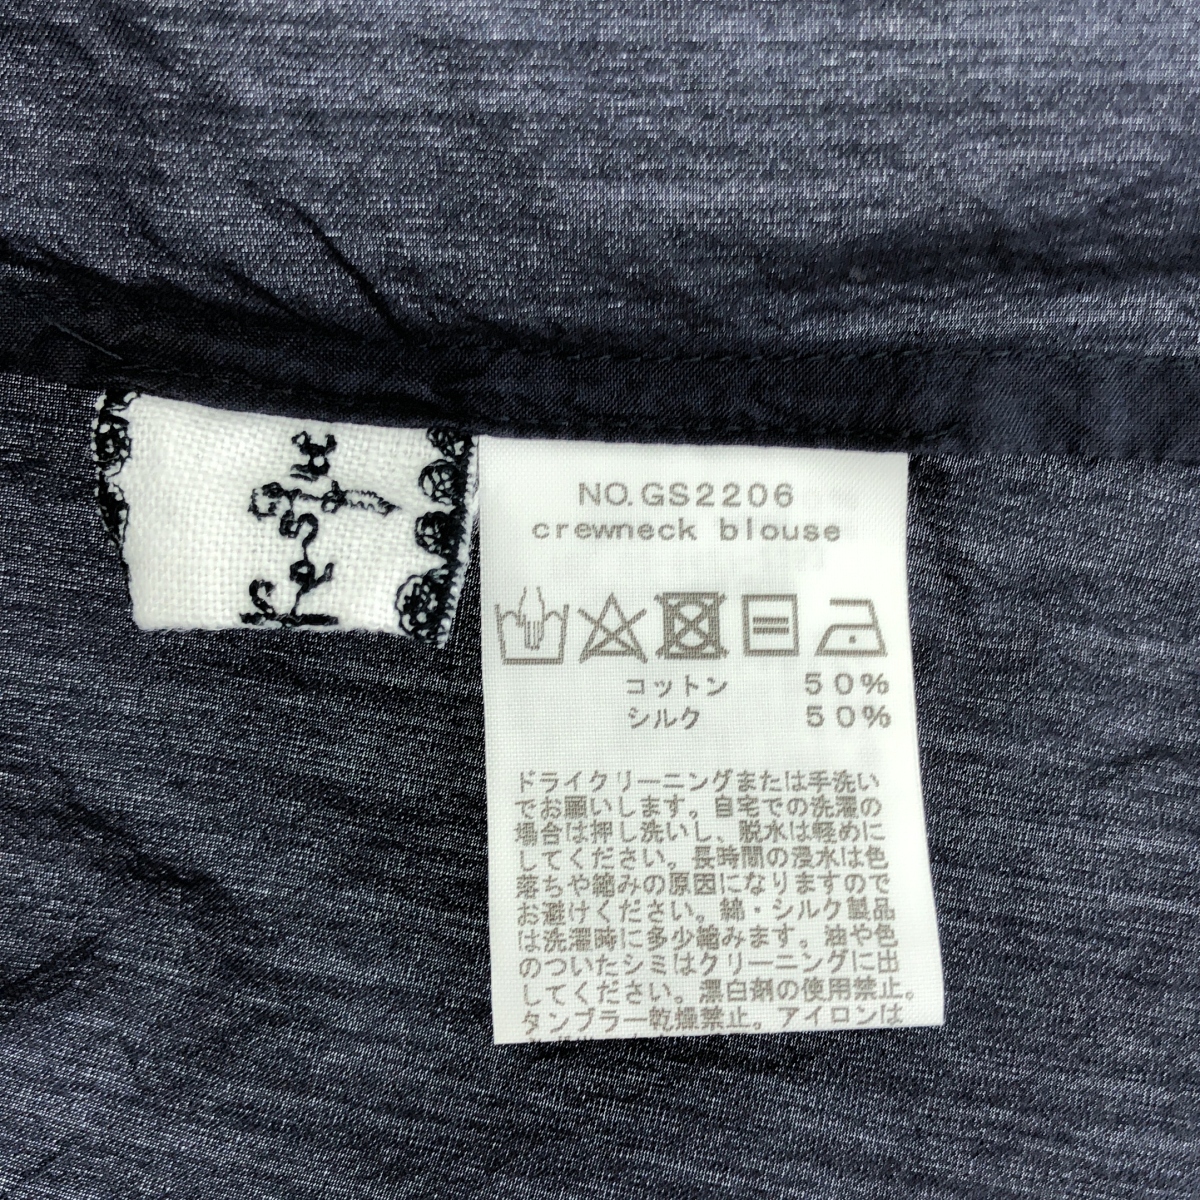 NO.GS2206
crewneck blouse
コットン 50%
シルク 50%
ドライクリーニングまたは手洗い
でお願いします。自宅での洗濯の
場合は押し洗いし、脱水は軽めに
してください。長時間の浸水は色
落ちや縮みの原因になりますので
お避けください。綿・シルク製品
は洗濯時に多少縮みます。油や色
のついたシミはクリーニングに出
してください。漂白剤の使用禁止。
タンブラー乾燥禁止。アイロンは